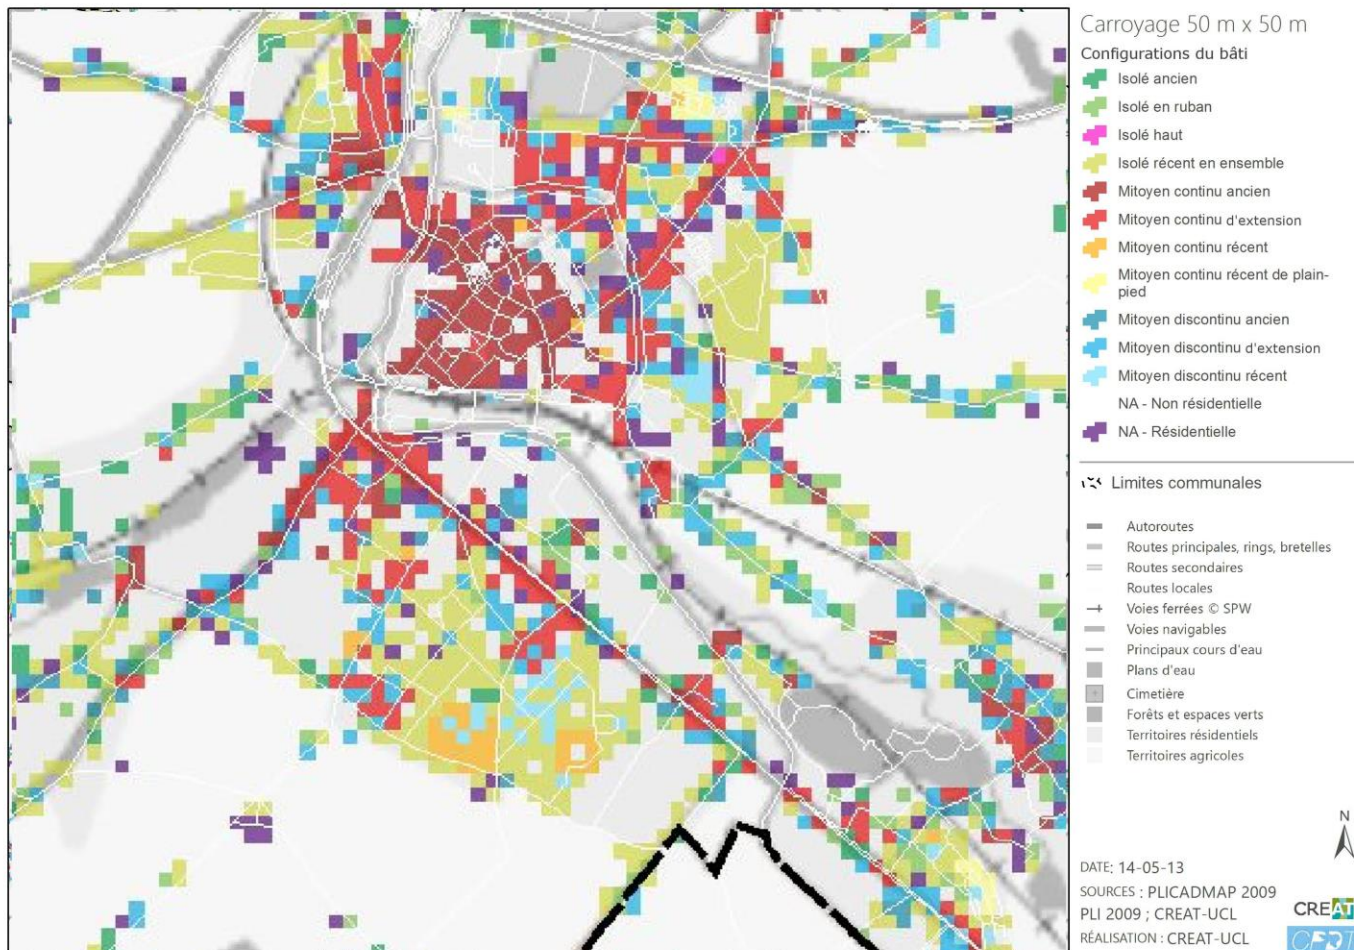 Carroyage 50 m x 50 m
Configurations du bâti
Isolé ancien
Isolé en ruban
Isolé haut
Isolé récent en ensemble
Mitoyen continu ancien
Mitoyen continu d'extension
Mitoyen continu récent
Mitoyen continu récent de plain-
pied
Mitoyen discontinu ancien
Mitoyen discontinu d'extension
Mitoyen discontinu récent
NA - Non résidentielle
NA - Résidentielle
Limites communales
Autoroutes
Routes principales, rings, bretelles
Routes secondaires
Routes locales
Voies ferrées © SPW
Voies navigables
Principaux cours d'eau
Plans d'eau
Cimetière
Forêts et espaces verts
Territoires résidentiels
Territoires agricoles
N
DATE: 14-05-13
SOURCES : PLICADMAP 2009
PLI 2009 ; CREAT-UCL
RÉALISATION : CREAT-UCL
CREAT